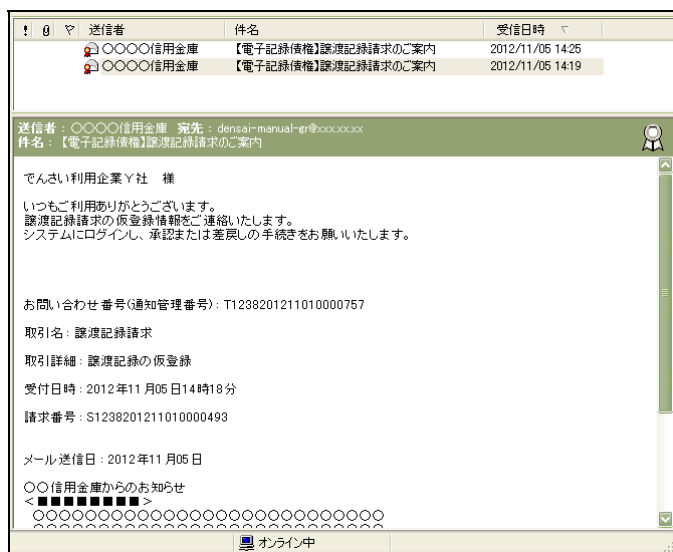 送信者 件名 受信日時
○○○○信用金庫 【電子記録債権】譲渡記録請求のご案内 2012/11/05 14:25
○○○○信用金庫 【電子記録債権】譲渡記録請求のご案内 2012/11/05 14:19
送信者：○○○○信用金庫 宛先：densai-manual-gr@xxx.xx.xx
件名：【電子記録債権】譲渡記録請求のご案内
でんさい利用企業Y社 様
いつもご利用ありがとうございます。
譲渡記録請求の仮登録情報をご連絡いたします。
システムにログインし、承認または差戻しの手続きをお願いいたします。
お問い合わせ番号(通知管理番号)：T1238201211010000757
取引名：譲渡記録請求
取引詳細：譲渡記録の仮登録
受付日時：2012年11月05日14時18分
請求番号：S1238201211010000493
メール送信日：2012年11月05日
○○信用金庫からのお知らせ
<■■■■■■■■>
○○○○○○○○○○○○○○○○○○○○○○○○○○○
オンライン中